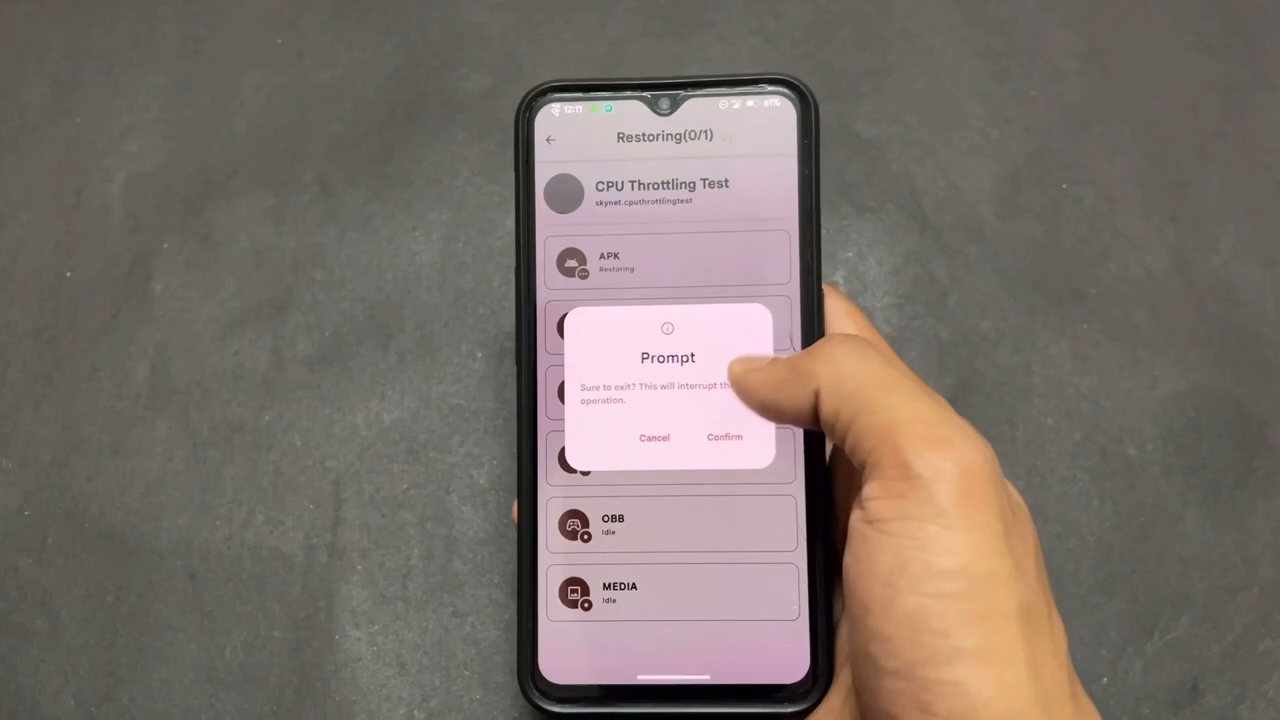 12:11
61%
Restoring(0/1)
CPU Throttling Test
skynet.cputhrottlingtest
APK
Restoring
Prompt
Sure to exit? This will interrupt the
operation.
Cancel
Confirm
OBB
Idle
MEDIA
Idle